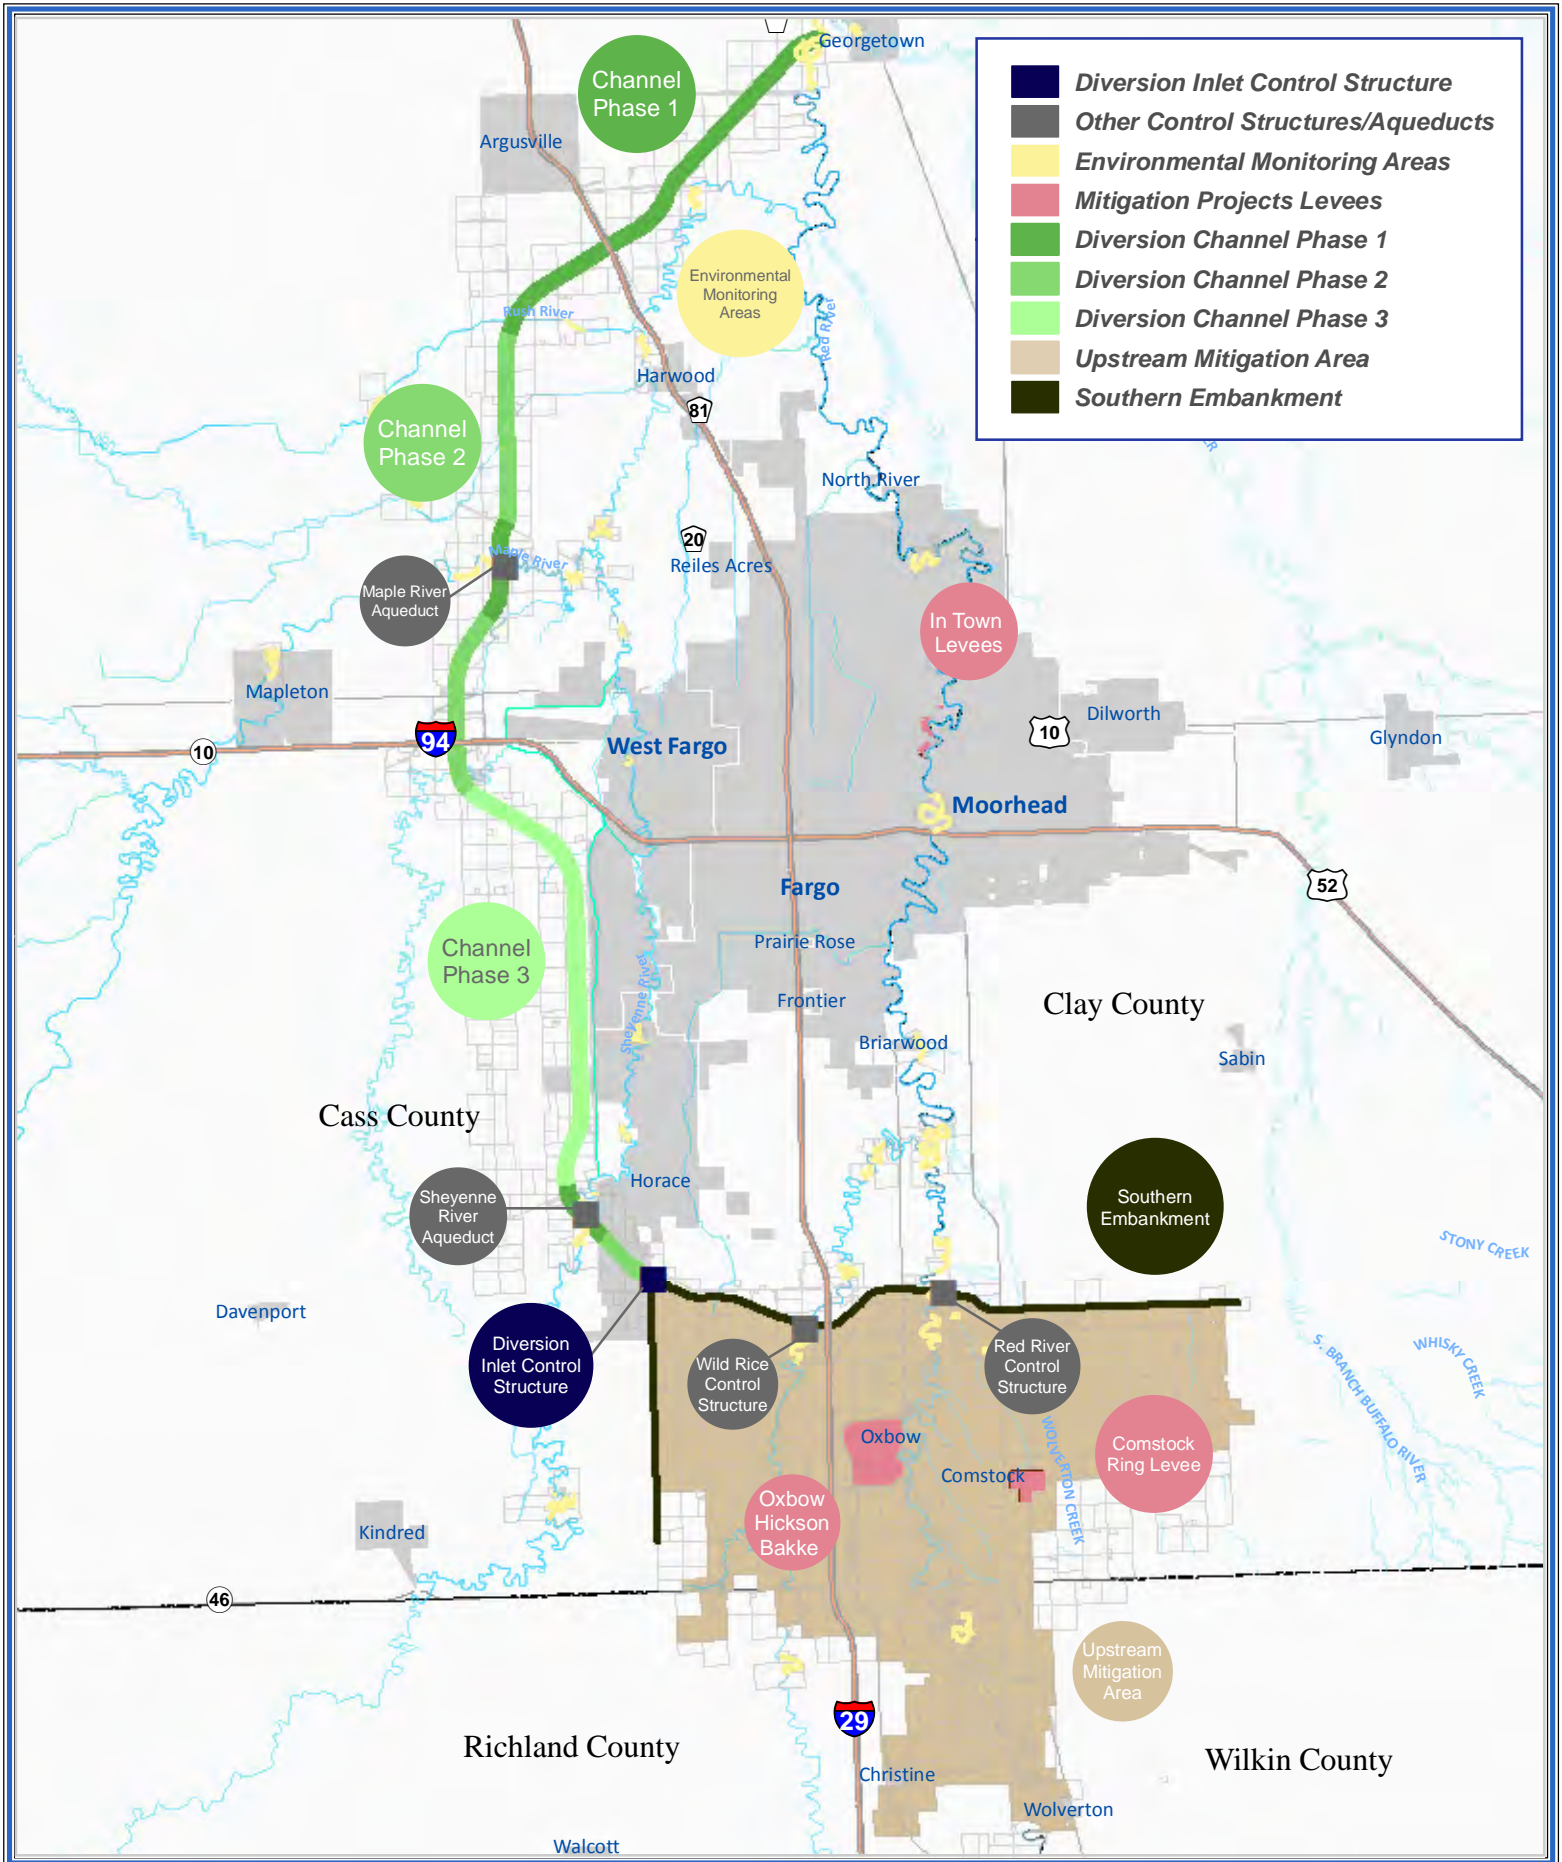 Georgetown
Channel
Phase 1
Argusville
Diversion Inlet Control Structure
Other Control Structures/Aqueducts
Environmental Monitoring Areas
Mitigation Projects Levees
Diversion Channel Phase 1
Diversion Channel Phase 2
Diversion Channel Phase 3
Upstream Mitigation Area
Southern Embankment
Environmental
Monitoring
Areas
Rush River
Red River
Harwood
81
Channel
Phase 2
North River
20
Reiles Acres
Maple River
Maple River
Aqueduct
In Town
Levees
Mapleton
94
10
West Fargo
10
Dilworth
Glyndon
Moorhead
Fargo
52
Prairie Rose
Channel
Phase 3
Sheyenne River
Frontier
Clay County
Briarwood
Sabin
Cass County
Horace
Sheyenne
River
Aqueduct
Southern
Embankment
STONY CREEK
Davenport
Diversion
Inlet Control
Structure
Wild Rice
Control
Structure
Red River
Control
Structure
S. BRANCH BUFFALO RIVER
WHISKY CREEK
Oxbow
Comstock
WOLVERTON CREEK
Comstock
Ring Levee
Oxbow
Hickson
Bakke
Kindred
46
Upstream
Mitigation
Area
29
Richland County
Wilkin County
Christine
Wolverton
Walcott